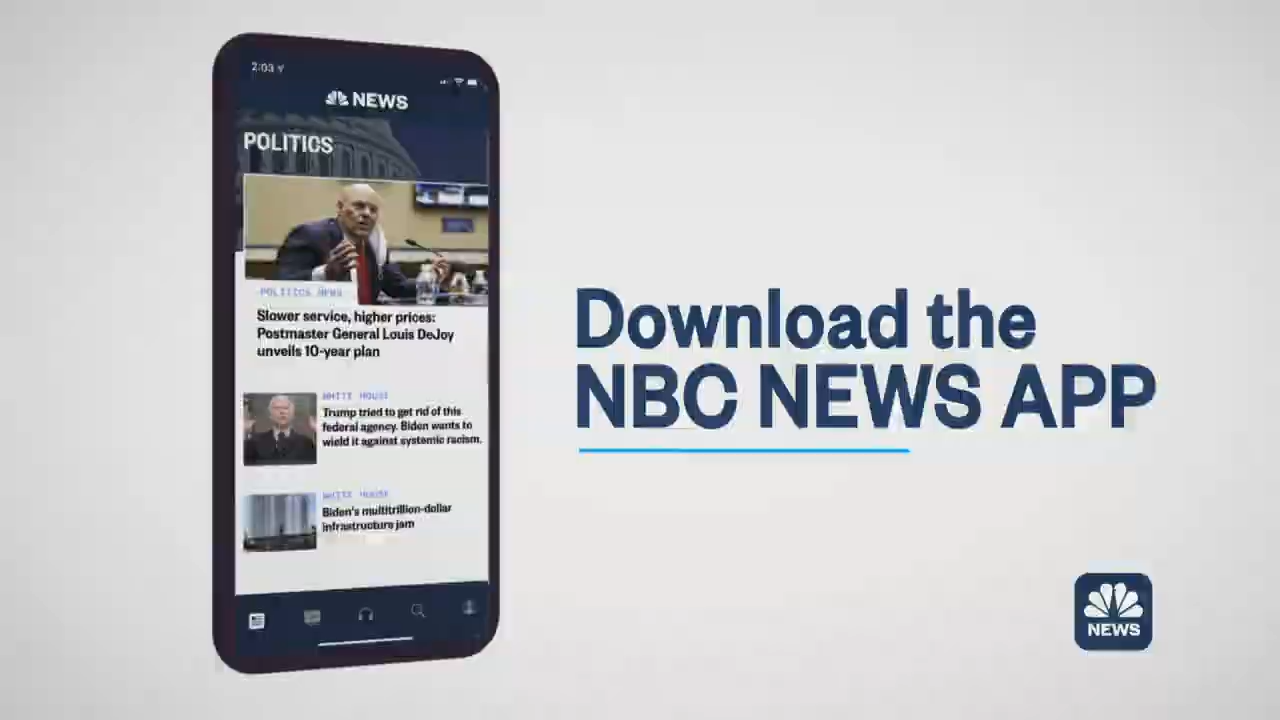 2:03
NEWS
POLITICS
POLITICS NEWS
Slower service, higher prices:
Postmaster General Louis DeJoy
unveils 10-year plan
WHITE HOUSE
Trump tried to get rid of this
federal agency. Biden wants to
wield it against systemic racism.
WHITE HOUSE
Biden's multitrillion-dollar
infrastructure jam
Download the
NBC NEWS APP
NEWS